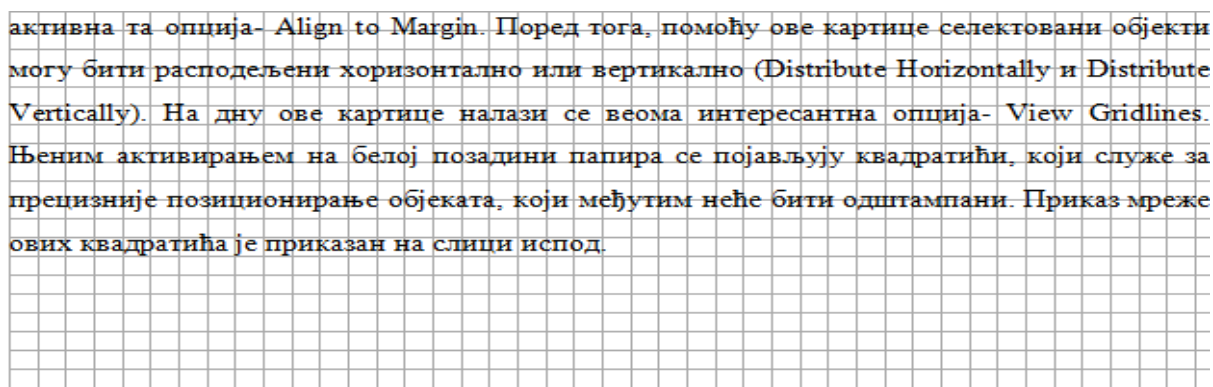 активна та опција- Align to Margin. Поред тога, помоћу ове картице селектовани објекти
могу бити расподељени хоризонтално или вертикално (Distribute Horizontally и Distribute
Vertically). На дну ове картице налази се веома интересантна опција- View Gridlines.
Њеним активирањем на белој позадини папира се појављују квадратићи, који служе за
прецизније позиционирање објеката, који међутим неће бити одштампани. Приказ мреже
ових квадратића је приказан на слици испод.